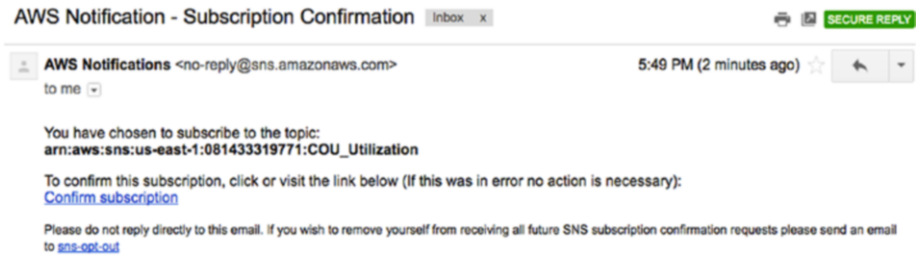 AWS Notification - Subscription Confirmation Inbox x
SECURE REPLY
AWS Notifications <no-reply@sns.amazonaws.com> 5:49 PM (2 minutes ago)
to me
You have chosen to subscribe to the topic:
arn:aws:sns:us-east-1:081433319771:COU_Utilization
To confirm this subscription, click or visit the link below (If this was in error no action is necessary):
Confirm subscription
Please do not reply directly to this email. If you wish to remove yourself from receiving all future SNS subscription confirmation requests please send an email
to sns-opt-out